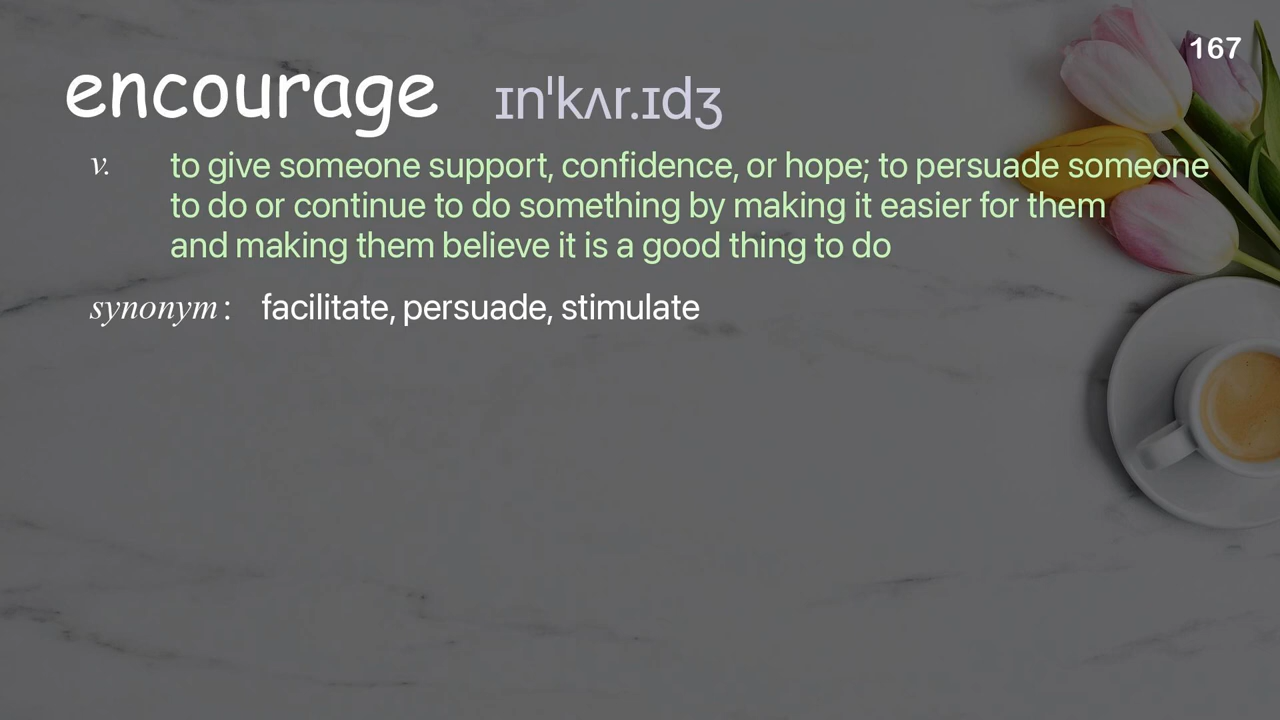 167
encourage ɪnˈkʌr.ɪdʒ
v. to give someone support, confidence, or hope; to persuade someone
to do or continue to do something by making it easier for them
and making them believe it is a good thing to do
synonym: facilitate, persuade, stimulate